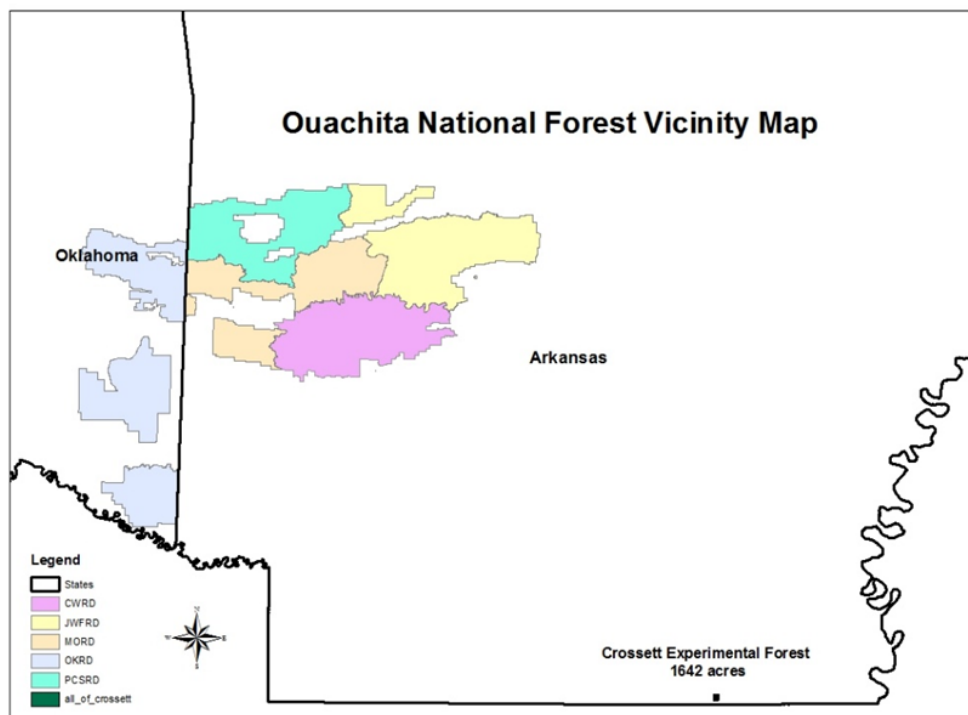 Ouachita National Forest Vicinity Map
Oklahoma
Arkansas
Legend
States
CWRD
JWFRD
MORD
OKRD
PCSRD
all_of_crossett
N
W
E
S
Crossett Experimental Forest
1642 acres